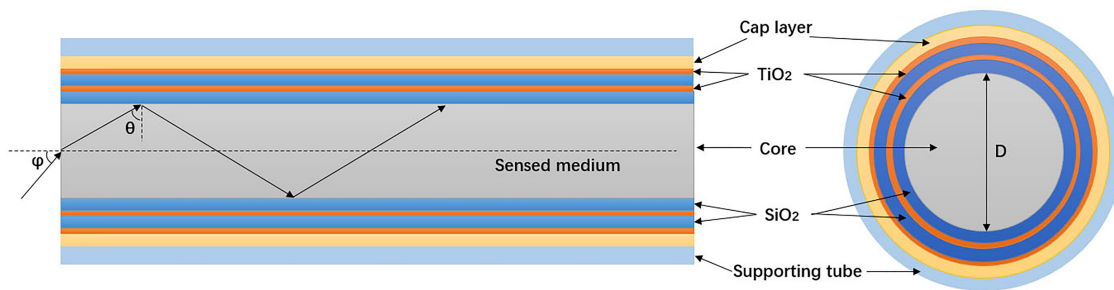 Cap layer
TiO2
θ
φ
Sensed medium
Core
D
SiO2
Supporting tube